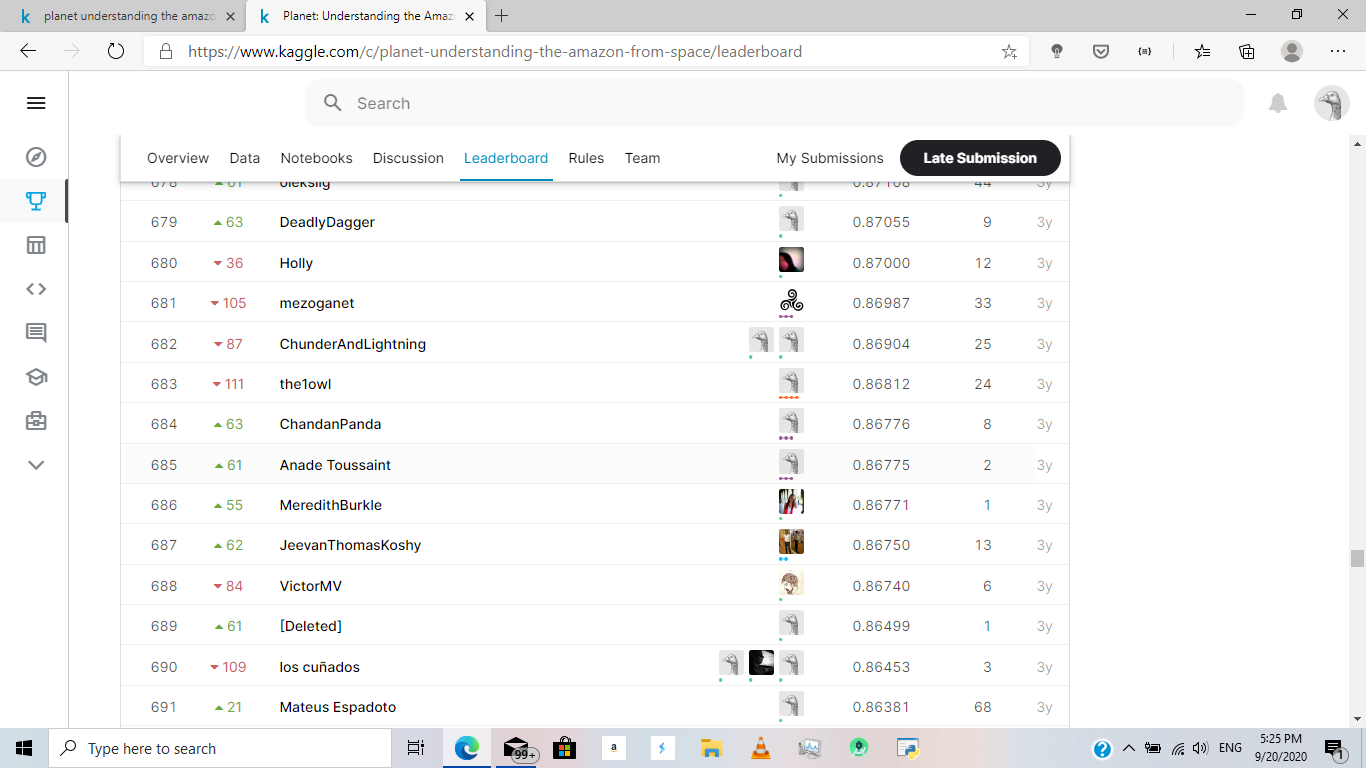 planet understanding the amazo
Planet: Understanding the Amaz
https://www.kaggle.com/c/planet-understanding-the-amazon-from-space/leaderboard
Search
Overview Data Notebooks Discussion Leaderboard Rules Team My Submissions Late Submission
678 61 olekslig 0.87108 44 3y
679 63 DeadlyDagger 0.87055 9 3y
680 36 Holly 0.87000 12 3y
681 105 mezoganet 0.86987 33 3y
682 87 ChunderAndLightning 0.86904 25 3y
683 111 the1owl 0.86812 24 3y
684 63 ChandanPanda 0.86776 8 3y
685 61 Anade Toussaint 0.86775 2 3y
686 55 MeredithBurkle 0.86771 1 3y
687 62 JeevanThomasKoshy 0.86750 13 3y
688 84 VictorMV 0.86740 6 3y
689 61 [Deleted] 0.86499 1 3y
690 109 los cuñados 0.86453 3 3y
691 21 Mateus Espadoto 0.86381 68 3y
Type here to search
99+
a
ENG
5:25 PM
9/20/2020
1